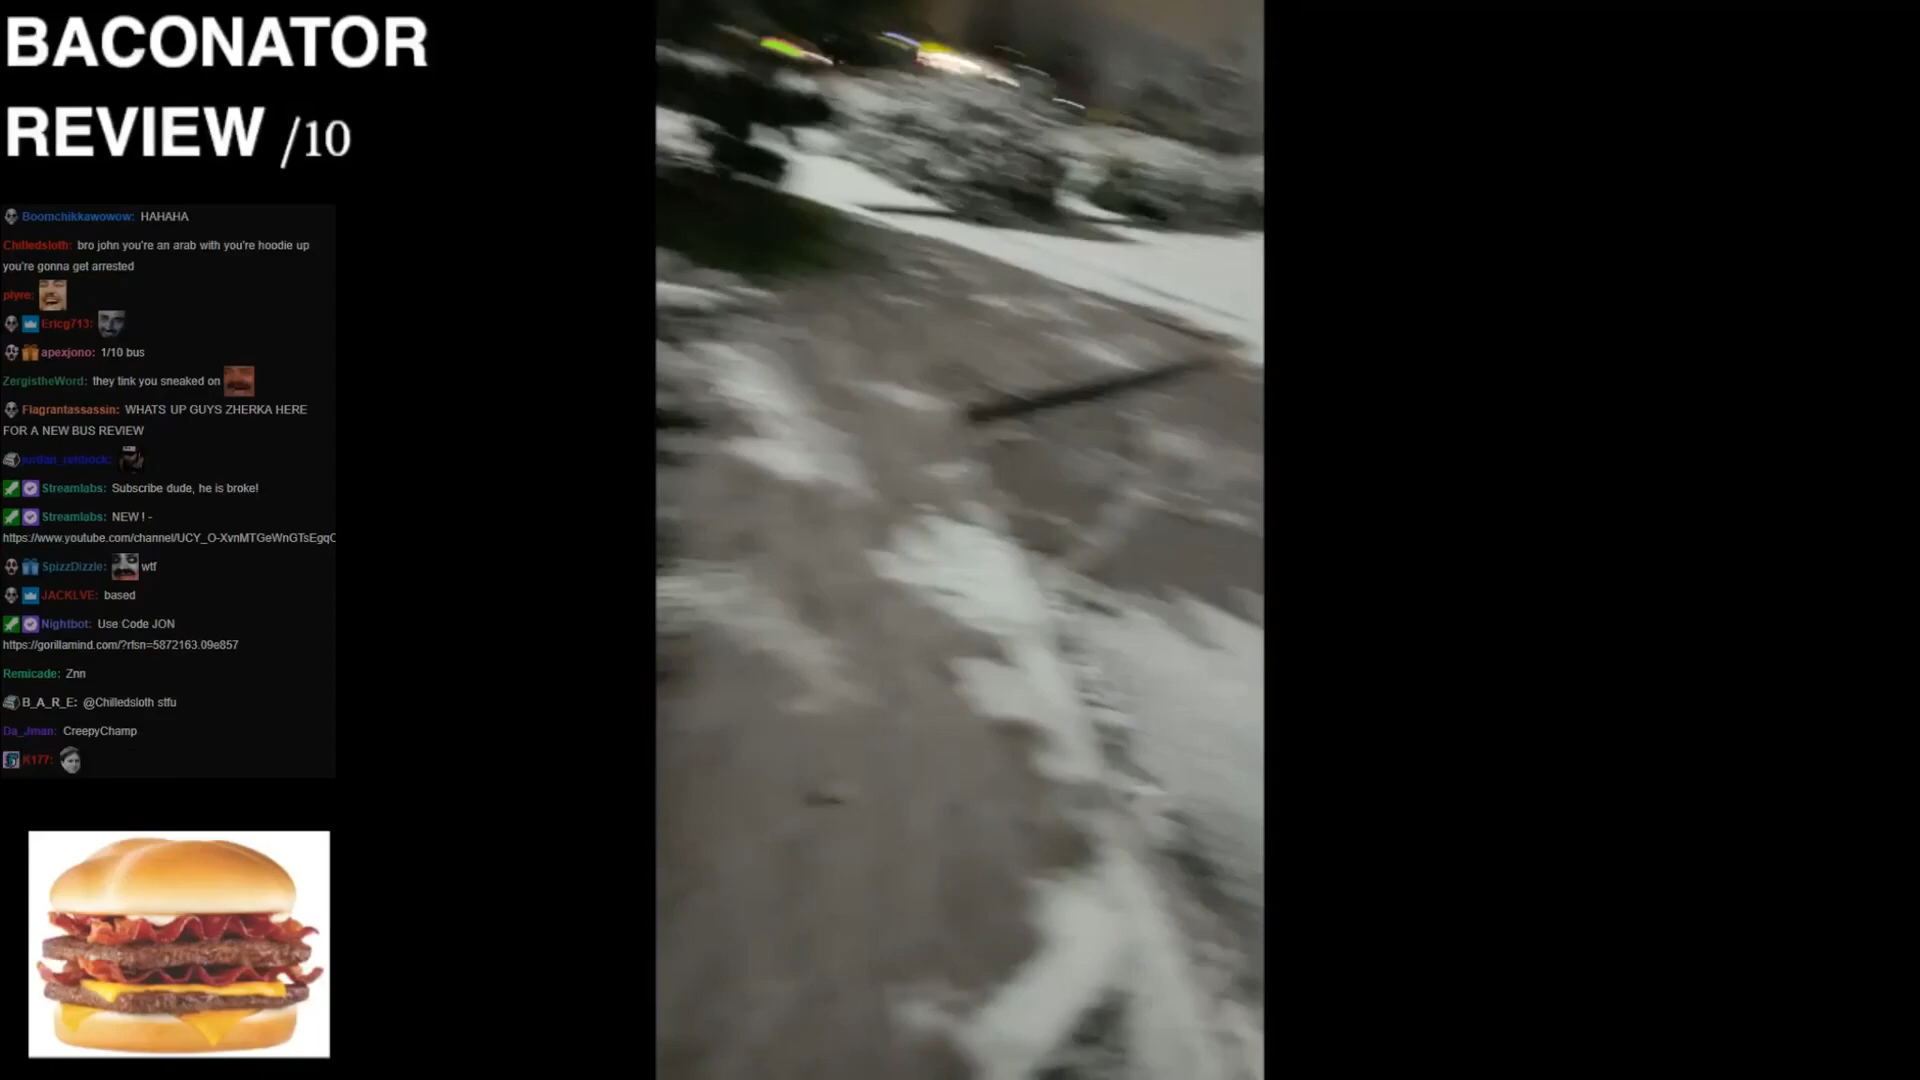 BACONATOR
REVIEW /10
Boomchikkawowow: HAHAHA
Chilledsloth: bro john you're an arab with you're hoodie up
you're gonna get arrested
piyre:
Ericg713:
apexjono: 1/10 bus
ZergistheWord: they tink you sneaked on
Flagrantassassin: WHATS UP GUYS ZHERKA HERE
FOR A NEW BUS REVIEW
Streamlabs: Subscribe dude, he is broke!
Streamlabs: NEW ! -
https://www.youtube.com/channel/UCY_O-XvnMTGeWnGTsEgqC
SpizzDizzle: wtf
JACKLVE: based
Nightbot: Use Code JON
https://gorillamind.com/?rfsn=5872163.09e857
Remicade: Znn
B_A_R_E: @Chilledsloth stfu
Da_Jman: CreepyChamp
K177: